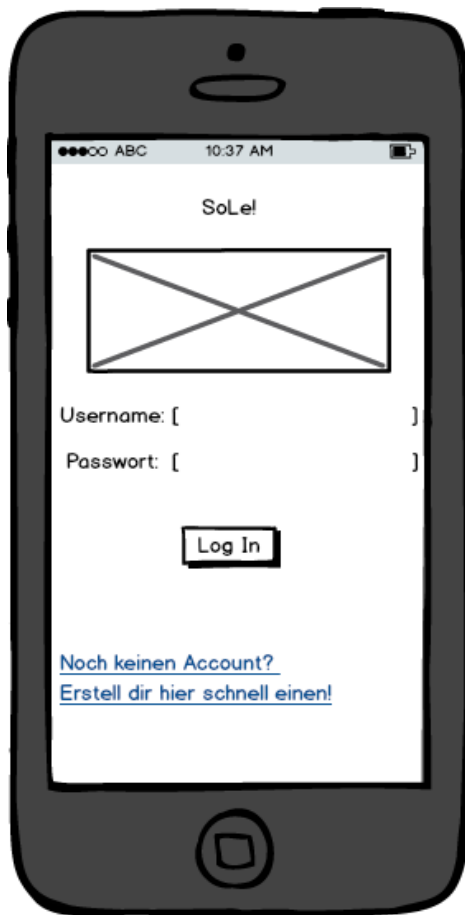 ABC 10:37 AM
SoLe!
Username: [ ]
Passwort: [ ]
Log In
Noch keinen Account?
Erstell dir hier schnell einen!